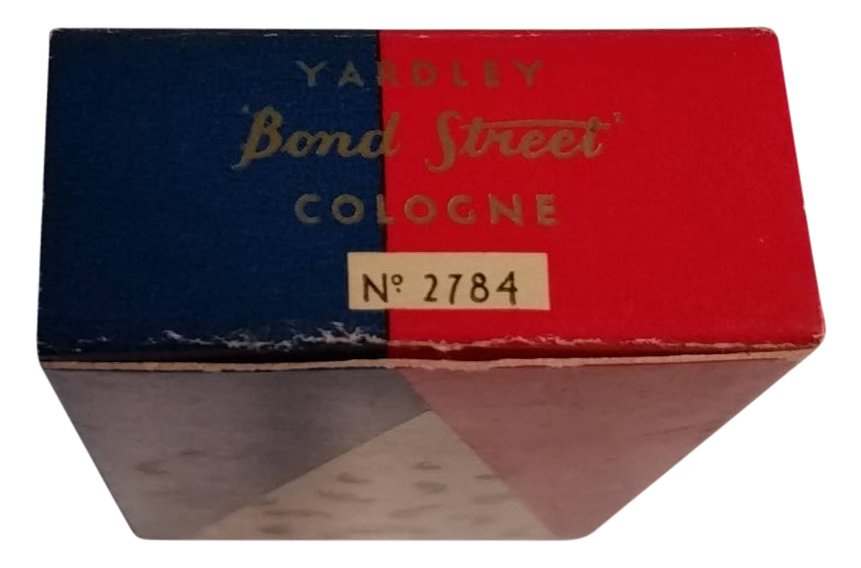 YARDLEY
'Bond Street'
COLOGNE
Nº 2784